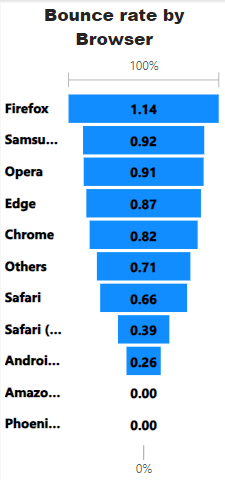 Bounce rate by
Browser
100%
Firefox 1.14
Samsu... 0.92
Opera 0.91
Edge 0.87
Chrome 0.82
Others 0.71
Safari 0.66
Safari (... 0.39
Androi... 0.26
Amazo... 0.00
Phoeni... 0.00
0%